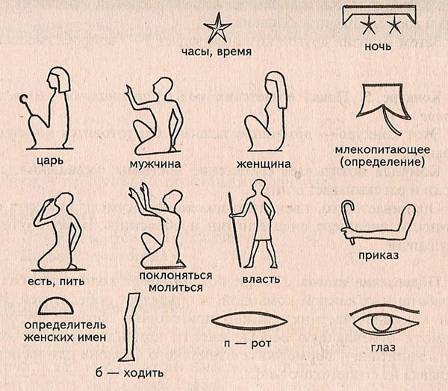 часы, время
ночь
царь
мужчина
женщина
млекопитающее
(определение)
есть, пить
поклоняться
молиться
власть
приказ
определитель
женских имен
б — ходить
п — рот
глаз